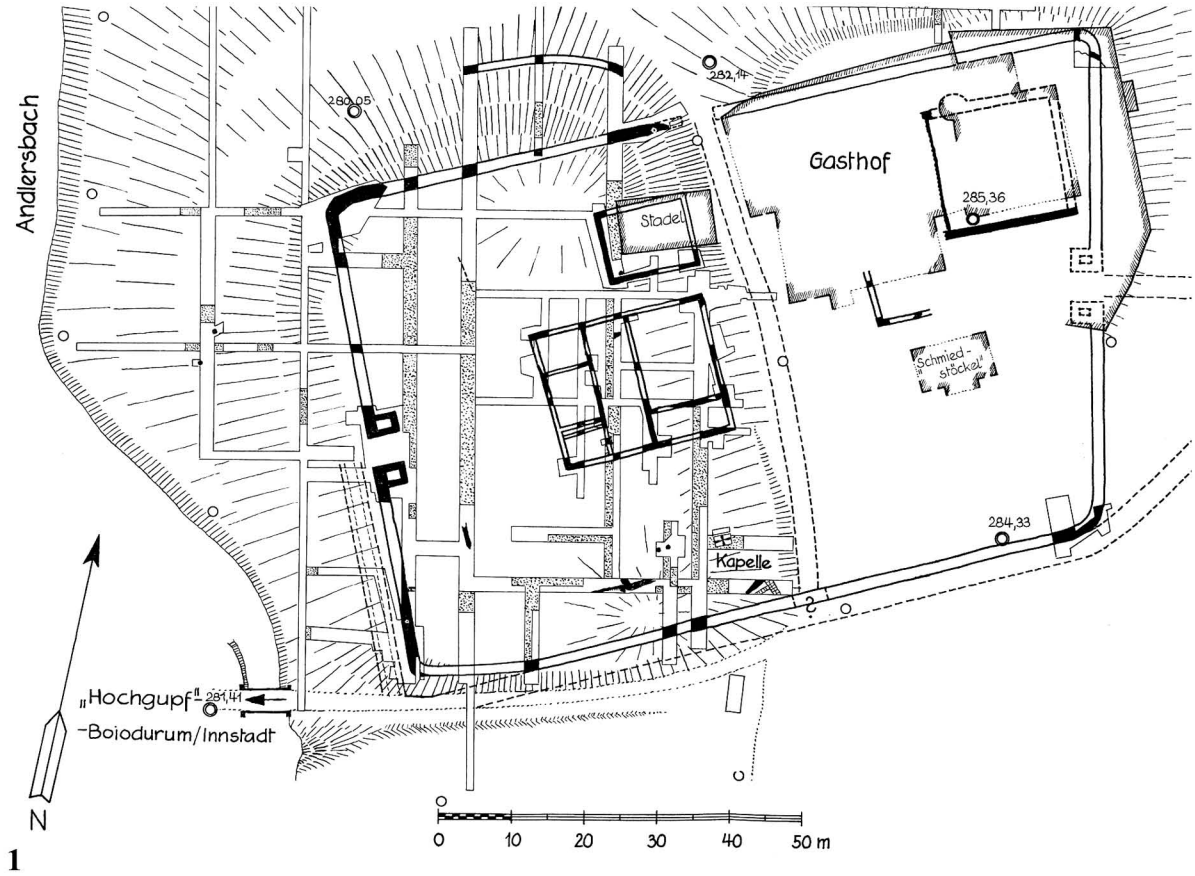 280,05
282,14
Andlersbach
Gasthof
Stadel
285,36
"Schmied-
stöckel"
284,33
Kapelle
"Hochgupf"
281,41
-Boiodurum/Innstadt
N
0 10 20 30 40 50 m
1